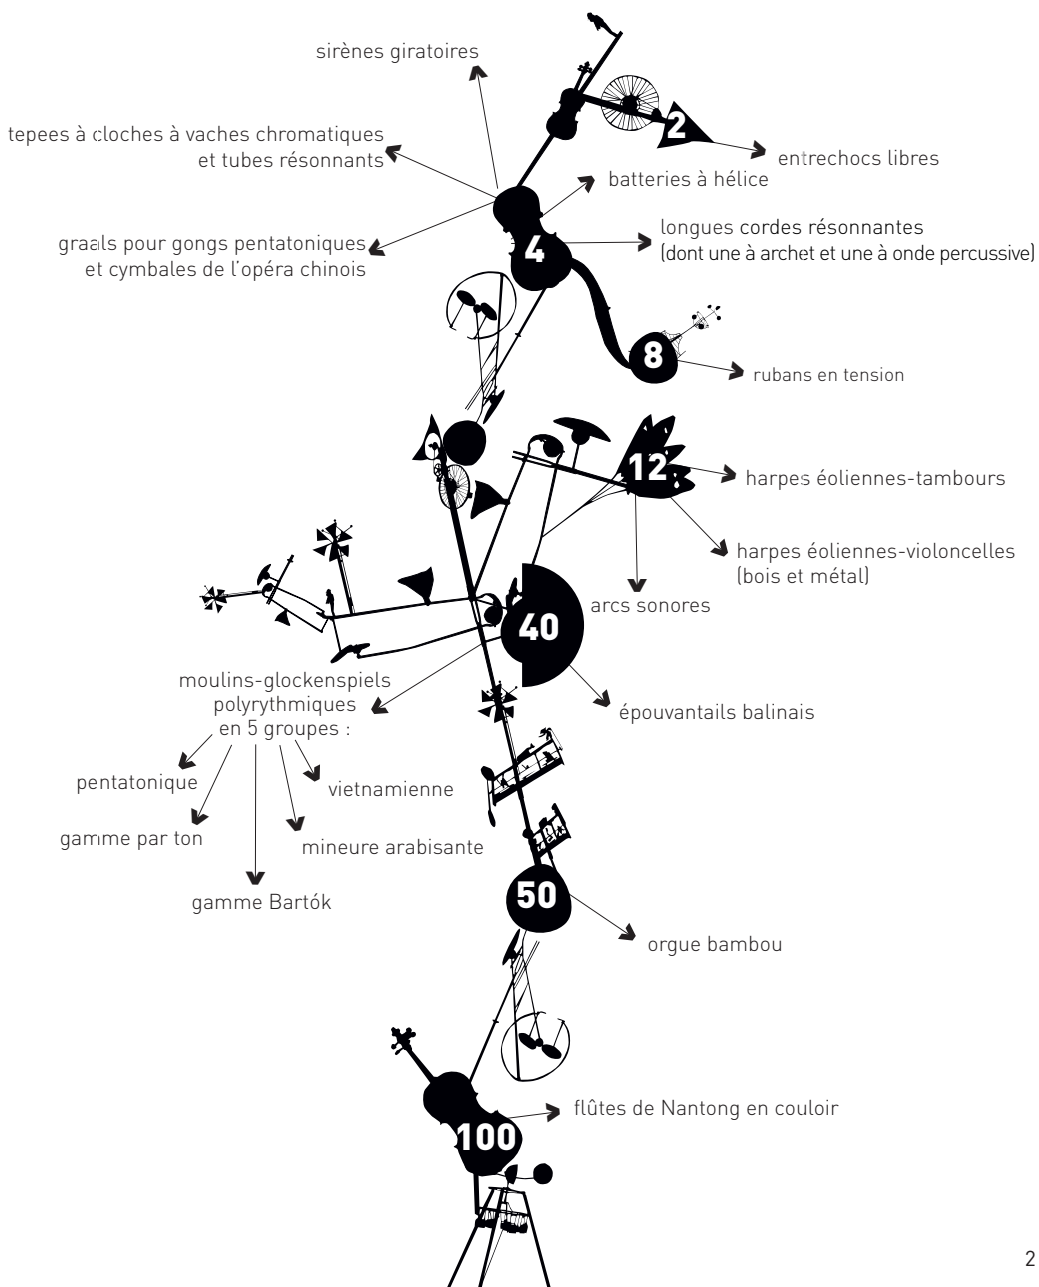 sirènes giratoires
2
tepees à cloches à vaches chromatiques
et tubes résonnants
entrechocs libres
batteries à hélice
graals pour gongs pentatoniques
et cymbales de l'opéra chinois
4
longues cordes résonnantes
(dont une à archet et une à onde percussive)
8
rubans en tension
12
harpes éoliennes-tambours
harpes éoliennes-violoncelles
(bois et métal)
arcs sonores
40
moulins-glockenspiels
polyrythmiques
en 5 groupes :
épouvantails balinais
pentatonique
vietnamienne
gamme par ton
mineure arabisante
gamme Bartók
50
orgue bambou
flûtes de Nantong en couloir
100
2